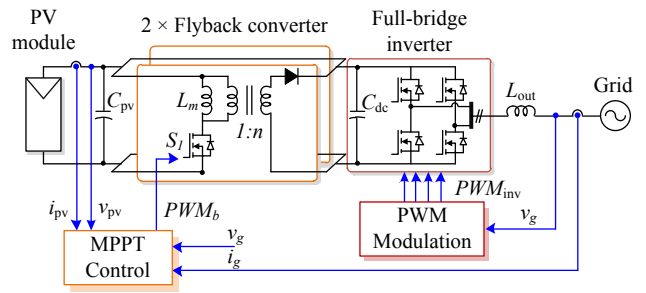 PV
module
2 × Flyback converter
Full-bridge
inverter
Grid
C_pv
L_m
S_1
1:n
C_dc
L_out
i_pv
v_pv
PWM_b
v_g
i_g
PWM_inv
v_g
MPPT
Control
PWM
Modulation